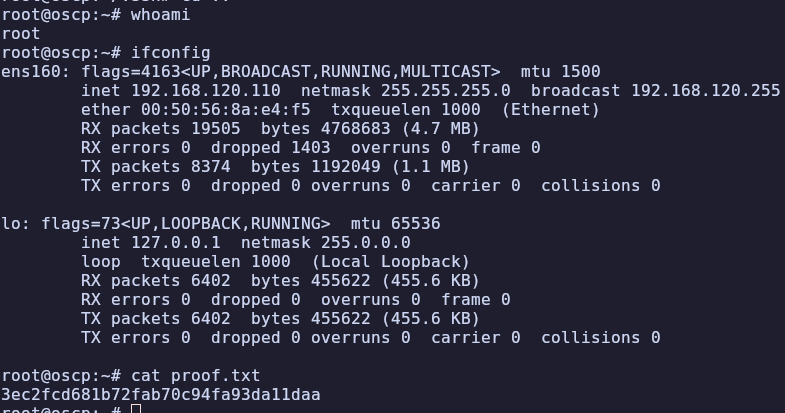 root@oscp:~# whoami
root
root@oscp:~# ifconfig
ens160: flags=4163<UP,BROADCAST,RUNNING,MULTICAST>  mtu 1500
        inet 192.168.120.110  netmask 255.255.255.0  broadcast 192.168.120.255
        ether 00:50:56:8a:e4:f5  txqueuelen 1000  (Ethernet)
        RX packets 19505  bytes 4768683 (4.7 MB)
        RX errors 0  dropped 1403  overruns 0  frame 0
        TX packets 8374  bytes 1192049 (1.1 MB)
        TX errors 0  dropped 0 overruns 0  carrier 0  collisions 0

lo: flags=73<UP,LOOPBACK,RUNNING>  mtu 65536
        inet 127.0.0.1  netmask 255.0.0.0
        loop  txqueuelen 1000  (Local Loopback)
        RX packets 6402  bytes 455622 (455.6 KB)
        RX errors 0  dropped 0  overruns 0  frame 0
        TX packets 6402  bytes 455622 (455.6 KB)
        TX errors 0  dropped 0 overruns 0  carrier 0  collisions 0

root@oscp:~# cat proof.txt
3ec2fcd681b72fab70c94fa93da11daa
root@oscp:~#